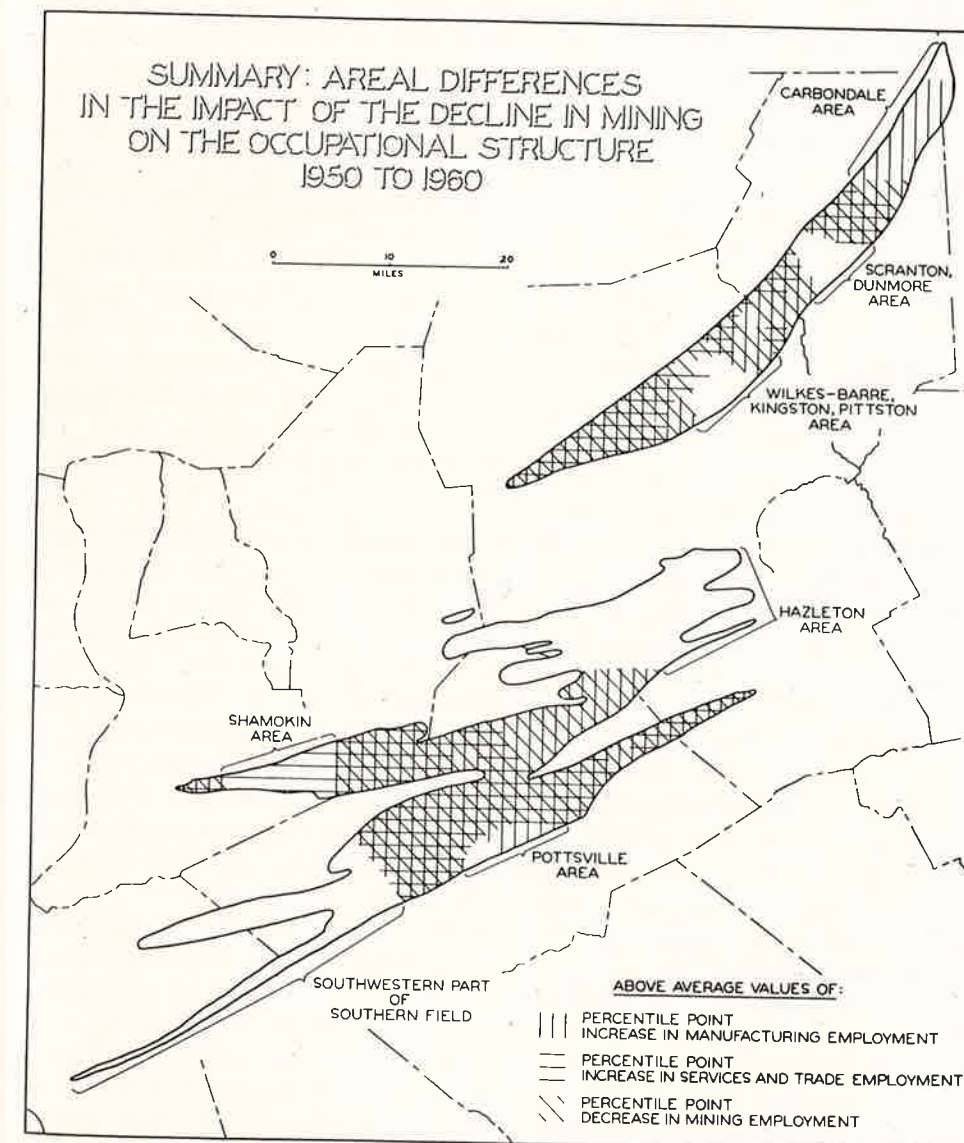 SUMMARY: AREAL DIFFERENCES
IN THE IMPACT OF THE DECLINE IN MINING
ON THE OCCUPATIONAL STRUCTURE
1950 TO 1960
CARBONDALE
AREA
0 10 20
MILES
SCRANTON,
DUNMORE
AREA
WILKES-BARRE,
KINGSTON, PITTSTON
AREA
HAZLETON
AREA
SHAMOKIN
AREA
POTTSVILLE
AREA
SOUTHWESTERN PART
OF
SOUTHERN FIELD
ABOVE AVERAGE VALUES OF:
PERCENTILE POINT
INCREASE IN MANUFACTURING EMPLOYMENT
PERCENTILE POINT
INCREASE IN SERVICES AND TRADE EMPLOYMENT
PERCENTILE POINT
DECREASE IN MINING EMPLOYMENT